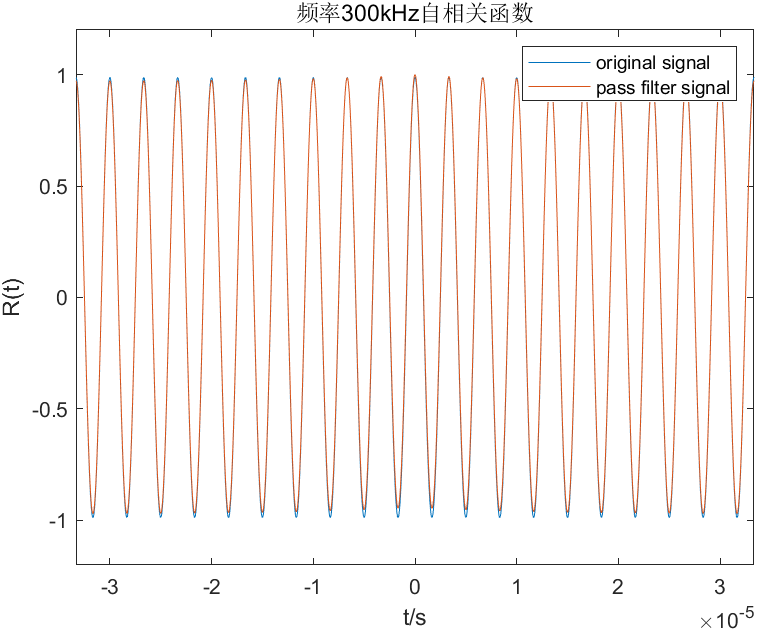 频率300kHz自相关函数
original signal
pass filter signal
1
0.5
0
-0.5
-1
R(t)
-3 -2 -1 0 1 2 3
t/s
×10-5